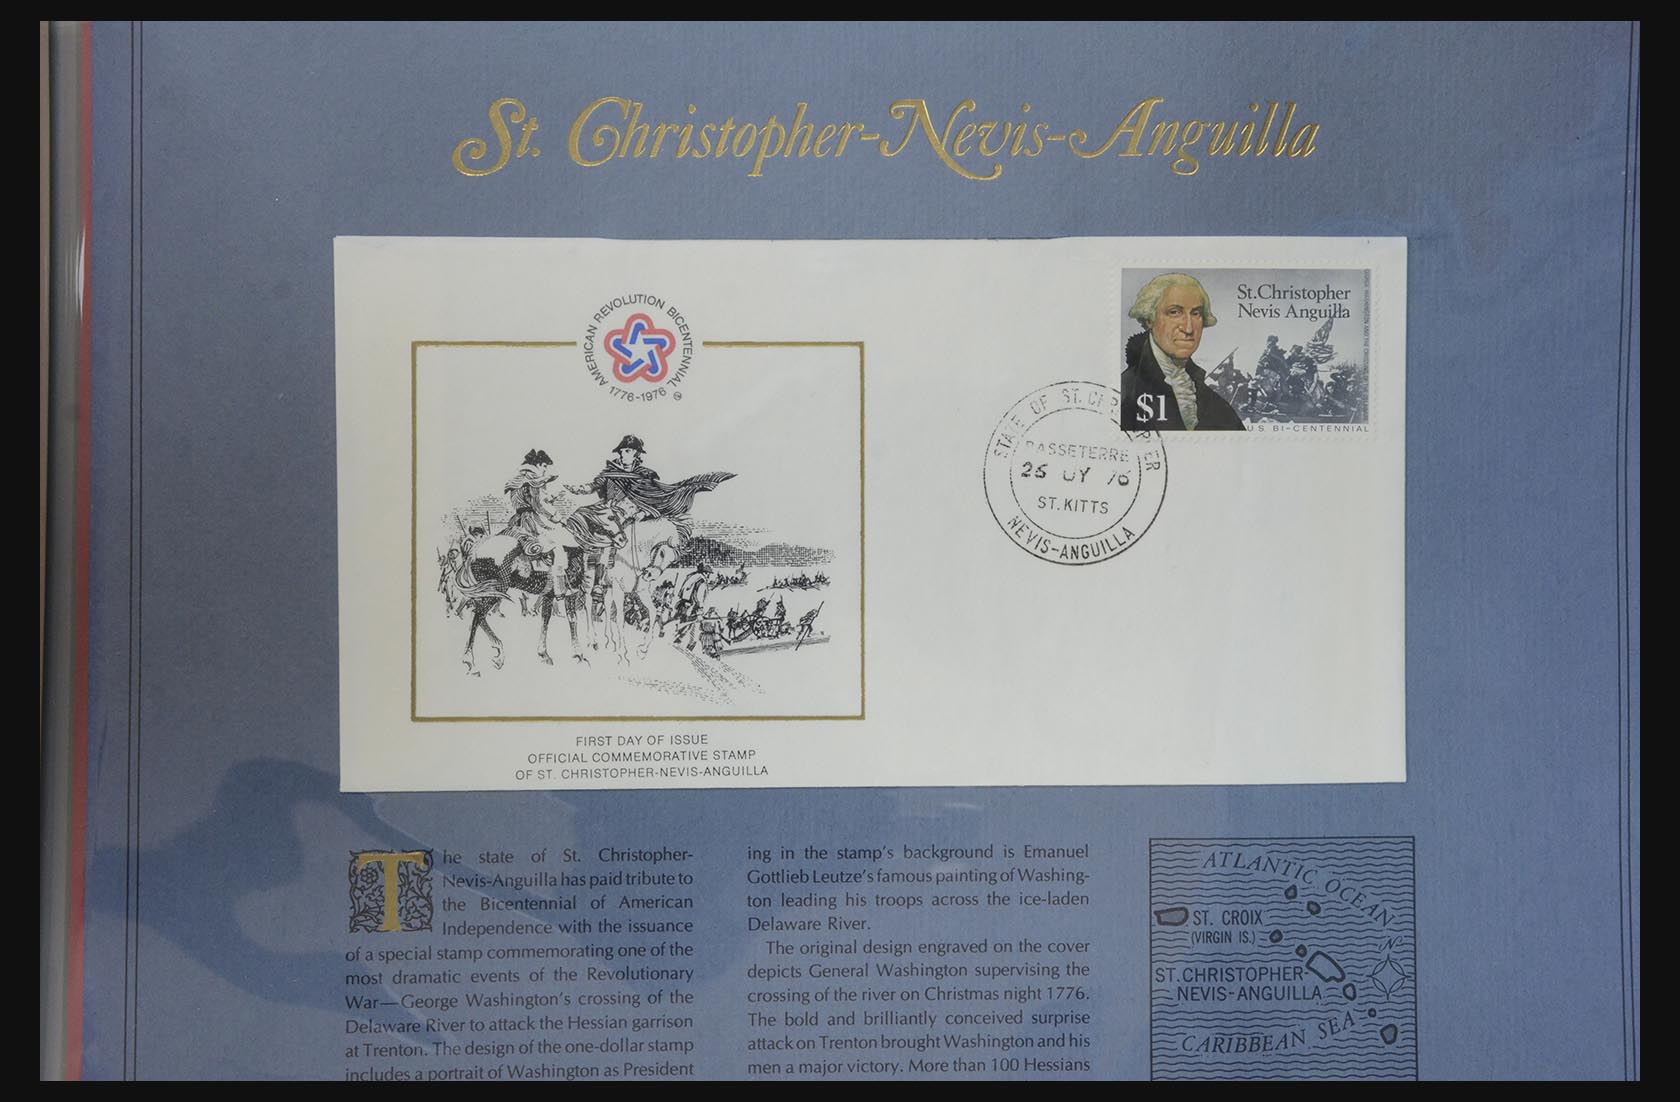 St. Christopher-Nevis-Anguilla
AMERICAN REVOLUTION BICENTENNIAL
1776-1976
St.Christopher
Nevis Anguilla
$1
U.S BI-CENTENNIAL
STATE OF ST. CHRISTOPHER
BASSETERRE
26 JY 76
ST. KITTS
NEVIS-ANGUILLA
FIRST DAY OF ISSUE
OFFICIAL COMMEMORATIVE STAMP
OF ST. CHRISTOPHER-NEVIS-ANGUILLA
The state of St. Christopher-
Nevis-Anguilla has paid tribute to
the Bicentennial of American
Independence with the issuance
of a special stamp commemorating one of the
most dramatic events of the Revolutionary
War—George Washington's crossing of the
Delaware River to attack the Hessian garrison
at Trenton. The design of the one-dollar stamp
includes a portrait of Washington as President
ing in the stamp's background is Emanuel
Gottlieb Leutze's famous painting of Washing-
ton leading his troops across the ice-laden
Delaware River.
The original design engraved on the cover
depicts General Washington supervising the
crossing of the river on Christmas night 1776.
The bold and brilliantly conceived surprise
attack on Trenton brought Washington and his
men a major victory. More than 100 Hessians
ATLANTIC OCEAN
ST. CROIX
(VIRGIN IS.)
N
ST. CHRISTOPHER-
NEVIS-ANGUILLA
CARIBBEAN SEA